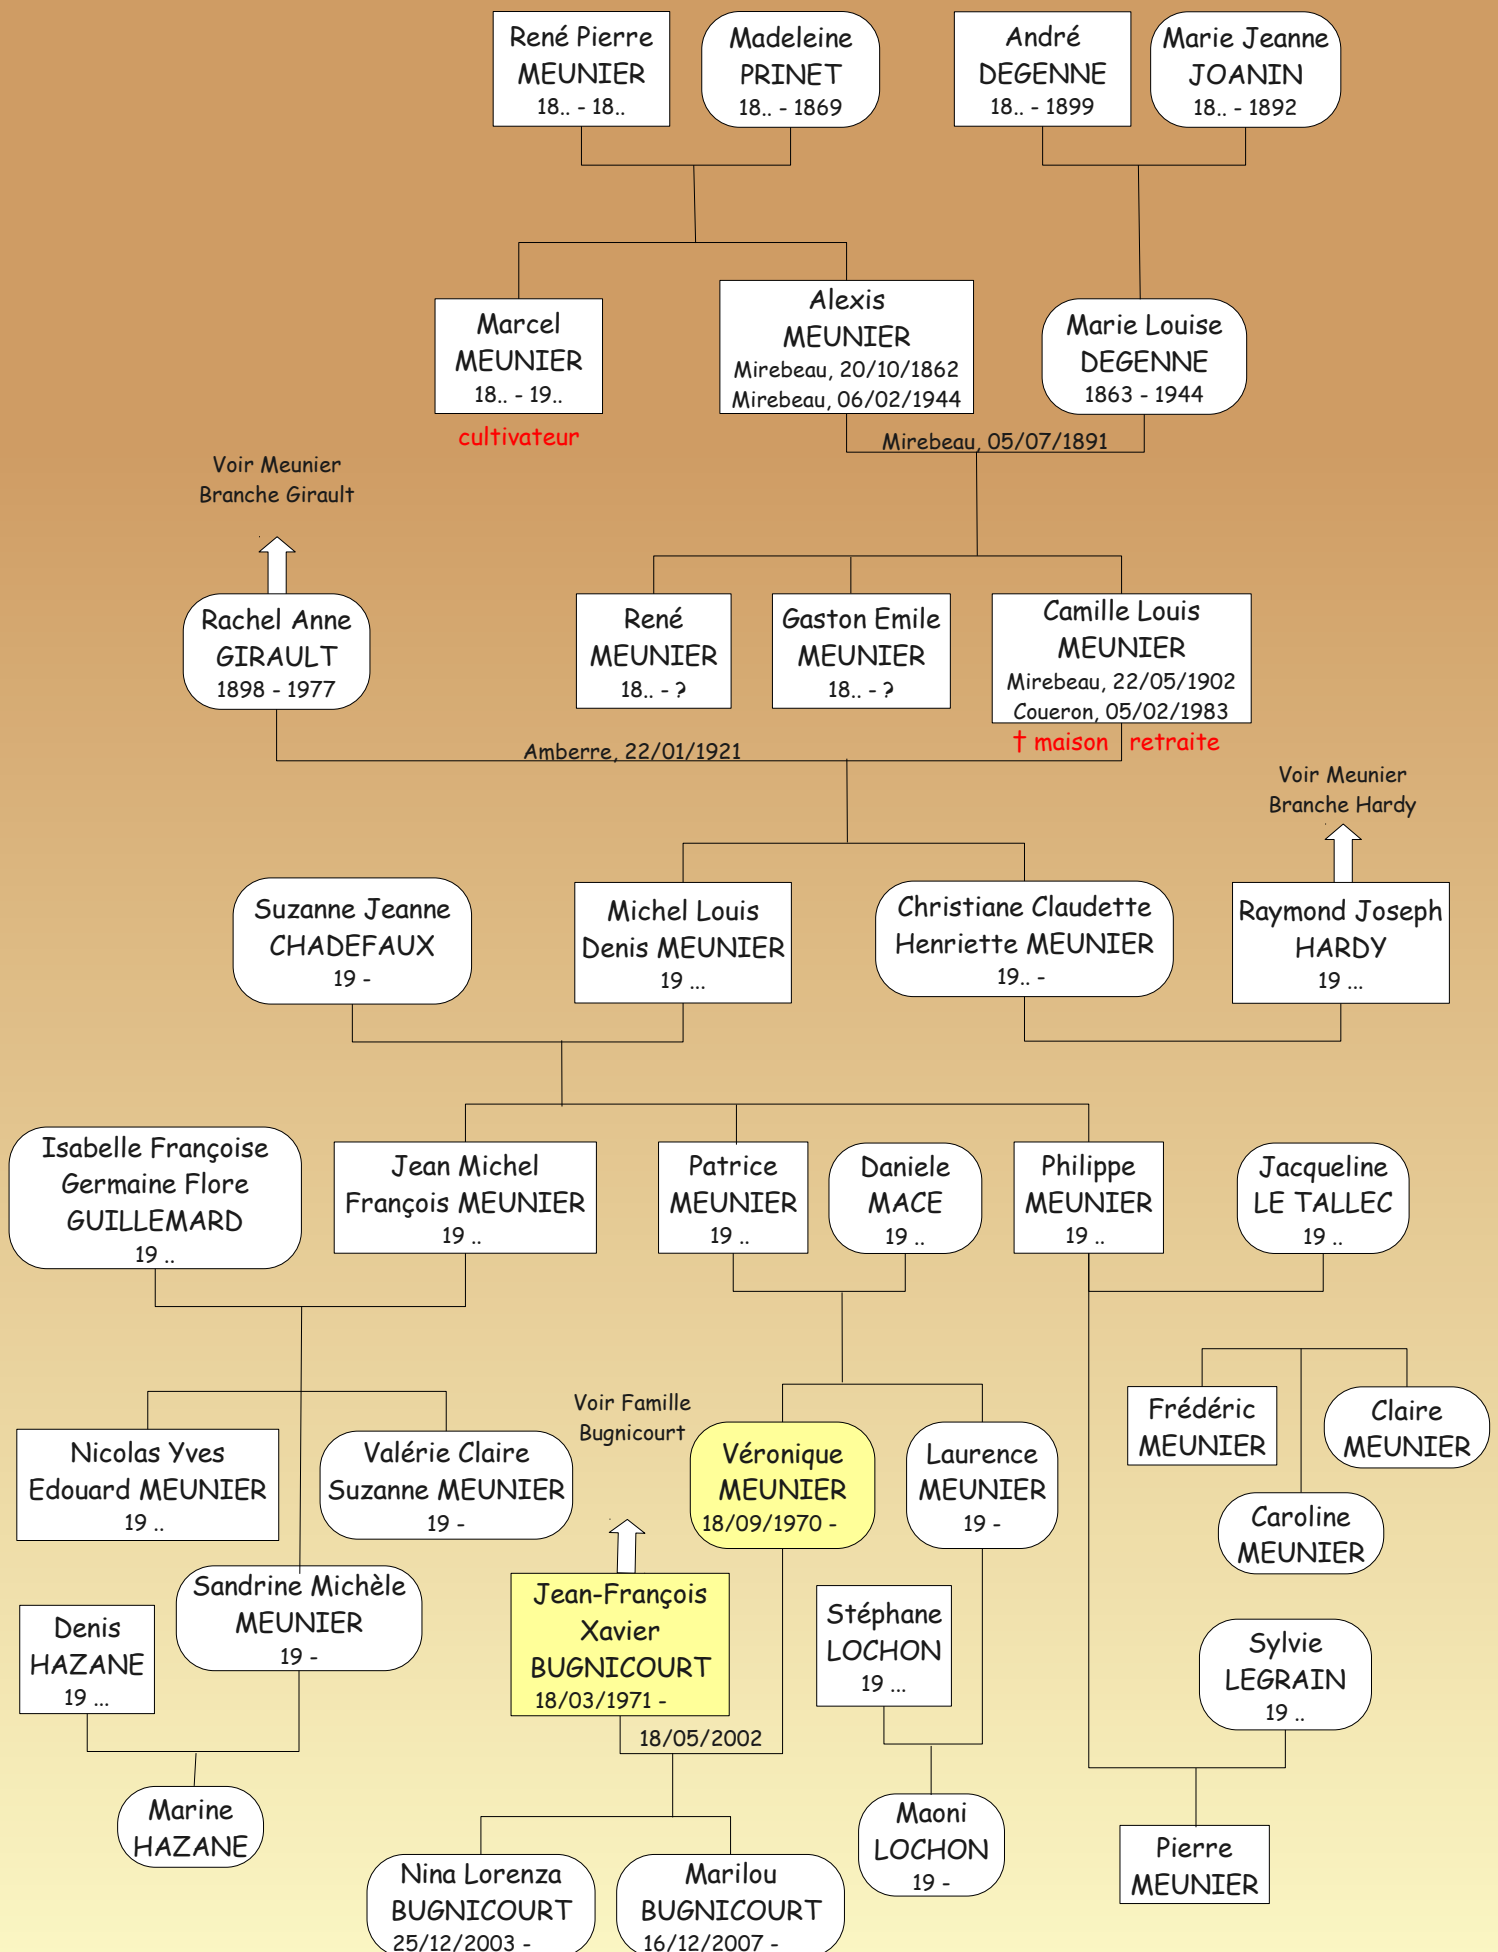 René Pierre
MEUNIER
18.. - 18..
Madeleine
PRINET
18.. - 1869
André
DEGENNE
18.. - 1899
Marie Jeanne
JOANIN
18.. - 1892
Marcel
MEUNIER
18.. - 19..
cultivateur
Alexis
MEUNIER
Mirebeau, 20/10/1862
Mirebeau, 06/02/1944
Marie Louise
DEGENNE
1863 - 1944
Mirebeau, 05/07/1891
Voir Meunier
Branche Girault
Rachel Anne
GIRAULT
1898 - 1977
René
MEUNIER
18.. - ?
Gaston Emile
MEUNIER
18.. - ?
Camille Louis
MEUNIER
Mirebeau, 22/05/1902
Coueron, 05/02/1983
† maison retraite
Amberre, 22/01/1921
Voir Meunier
Branche Hardy
Suzanne Jeanne
CHADEFAUX
19 -
Michel Louis
Denis MEUNIER
19 ...
Christiane Claudette
Henriette MEUNIER
19.. -
Raymond Joseph
HARDY
19 ...
Isabelle Françoise
Germaine Flore
GUILLEMARD
19 ..
Jean Michel
François MEUNIER
19 ..
Patrice
MEUNIER
19 ..
Daniele
MACE
19 ..
Philippe
MEUNIER
19 ..
Jacqueline
LE TALLEC
19 ..
Nicolas Yves
Edouard MEUNIER
19 ..
Valérie Claire
Suzanne MEUNIER
19 -
Voir Famille
Bugnicourt
Véronique
MEUNIER
18/09/1970 -
Laurence
MEUNIER
19 -
Frédéric
MEUNIER
Claire
MEUNIER
Caroline
MEUNIER
Denis
HAZANE
19 ...
Sandrine Michèle
MEUNIER
19 -
Jean-François
Xavier
BUGNICOURT
18/03/1971 -
Stéphane
LOCHON
19 ...
Sylvie
LEGRAIN
19 ..
18/05/2002
Marine
HAZANE
Nina Lorenza
BUGNICOURT
25/12/2003 -
Marilou
BUGNICOURT
16/12/2007 -
Maoni
LOCHON
19 -
Pierre
MEUNIER